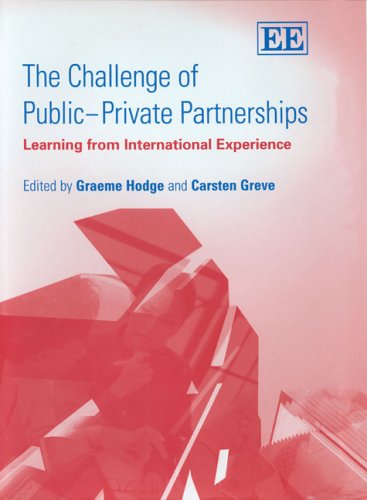 EE
The Challenge of
Public–Private Partnerships
Learning from International Experience
Edited by Graeme Hodge and Carsten Greve